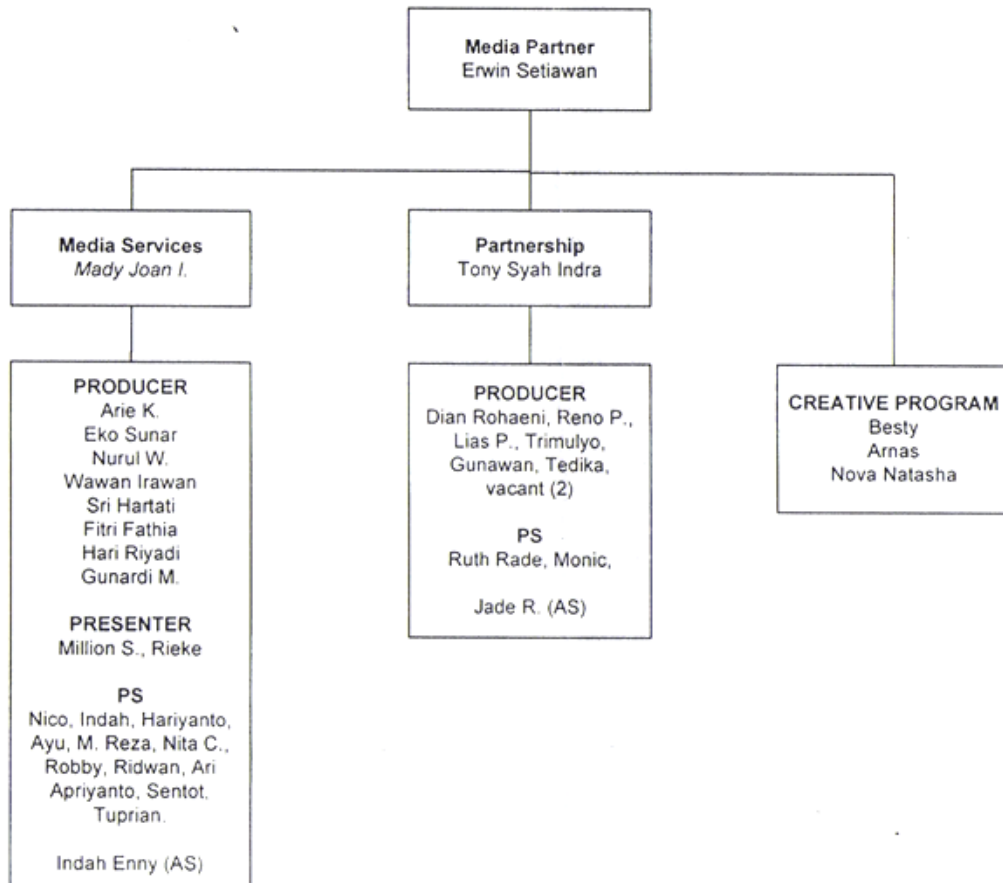 Media Partner
Erwin Setiawan
Media Services
Mady Joan I.
Partnership
Tony Syah Indra
PRODUCER
Arie K.
Eko Sunar
Nurul W.
Wawan Irawan
Sri Hartati
Fitri Fathia
Hari Riyadi
Gunardi M.
PRESENTER
Million S., Rieke
PS
Nico, Indah, Hariyanto,
Ayu, M. Reza, Nita C.,
Robby, Ridwan, Ari
Apriyanto, Sentot,
Tuprian.
Indah Enny (AS)
PRODUCER
Dian Rohaeni, Reno P.,
Lias P., Trimulyo,
Gunawan, Tedika,
vacant (2)
PS
Ruth Rade, Monic,
Jade R. (AS)
CREATIVE PROGRAM
Besty
Arnas
Nova Natasha